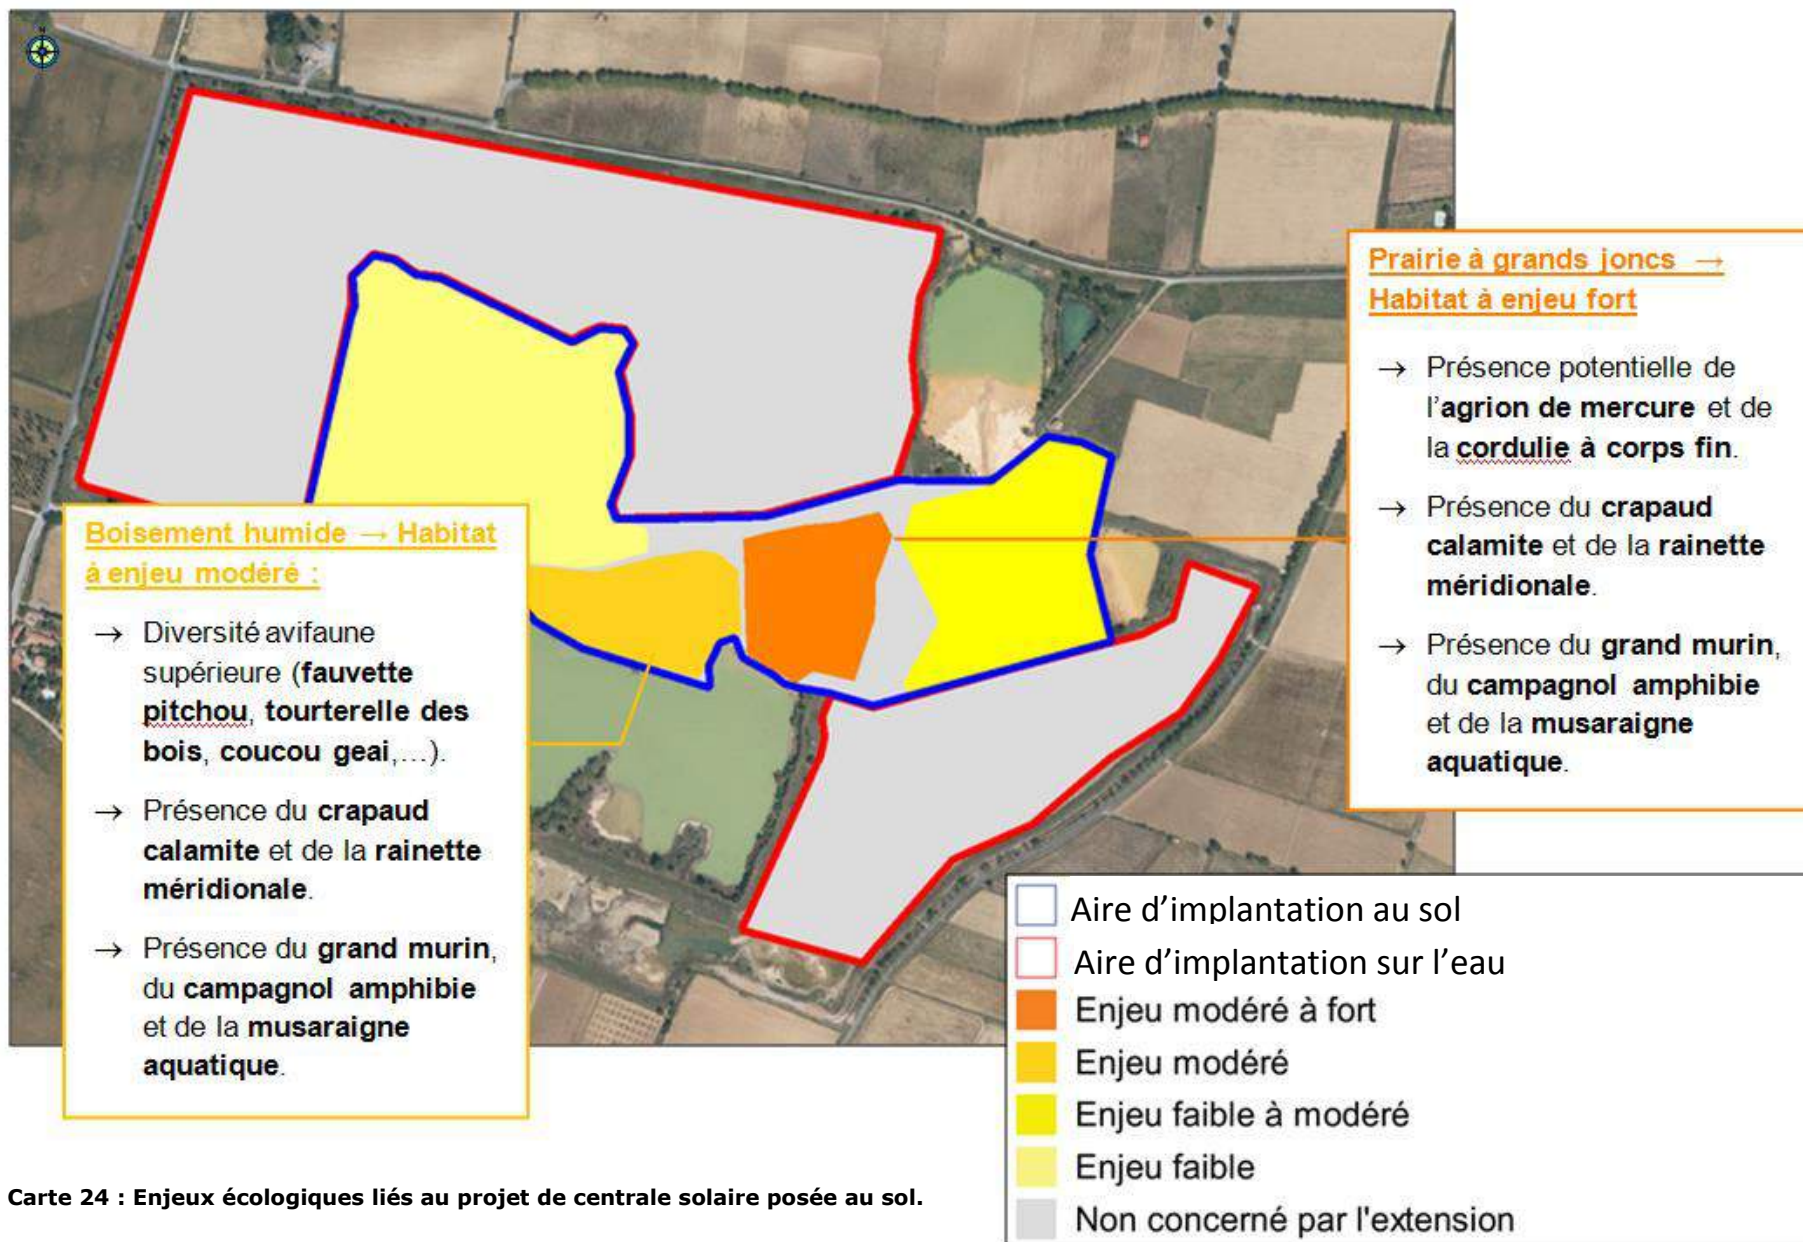 N
Prairie à grands joncs →
Habitat à enjeu fort
→ Présence potentielle de
l'agrion de mercure et de
la cordulie à corps fin.
→ Présence du crapaud
calamite et de la rainette
méridionale.
→ Présence du grand murin,
du campagnol amphibie
et de la musaraigne
aquatique.
Boisement humide → Habitat
à enjeu modéré :
→ Diversité avifaune
supérieure (fauvette
pitchou, tourterelle des
bois, coucou geai,...).
→ Présence du crapaud
calamite et de la rainette
méridionale.
→ Présence du grand murin,
du campagnol amphibie
et de la musaraigne
aquatique.
Aire d’implantation au sol
Aire d’implantation sur l’eau
Enjeu modéré à fort
Enjeu modéré
Enjeu faible à modéré
Enjeu faible
Non concerné par l'extension
Carte 24 : Enjeux écologiques liés au projet de centrale solaire posée au sol.